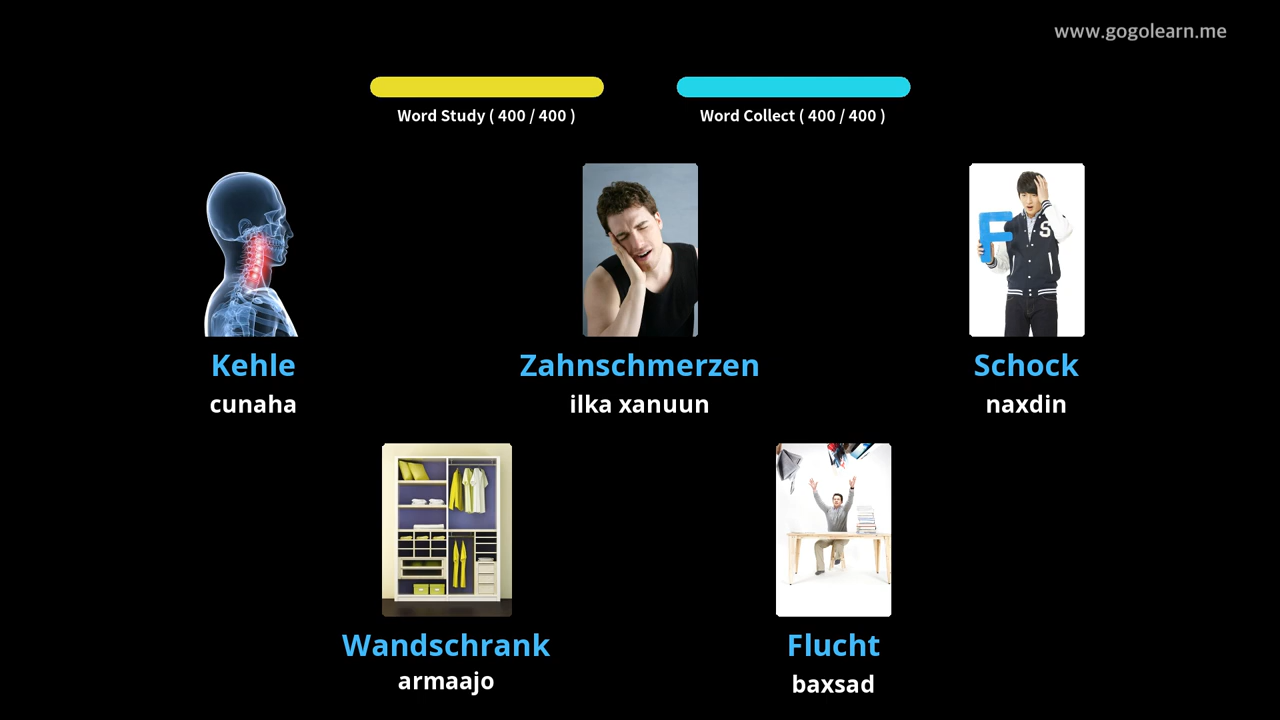 www.gogolearn.me
Word Study ( 400 / 400 )
Word Collect ( 400 / 400 )
F
S
Kehle
cunaha
Zahnschmerzen
ilka xanuun
Schock
naxdin
Wandschrank
armaajo
Flucht
baxsad